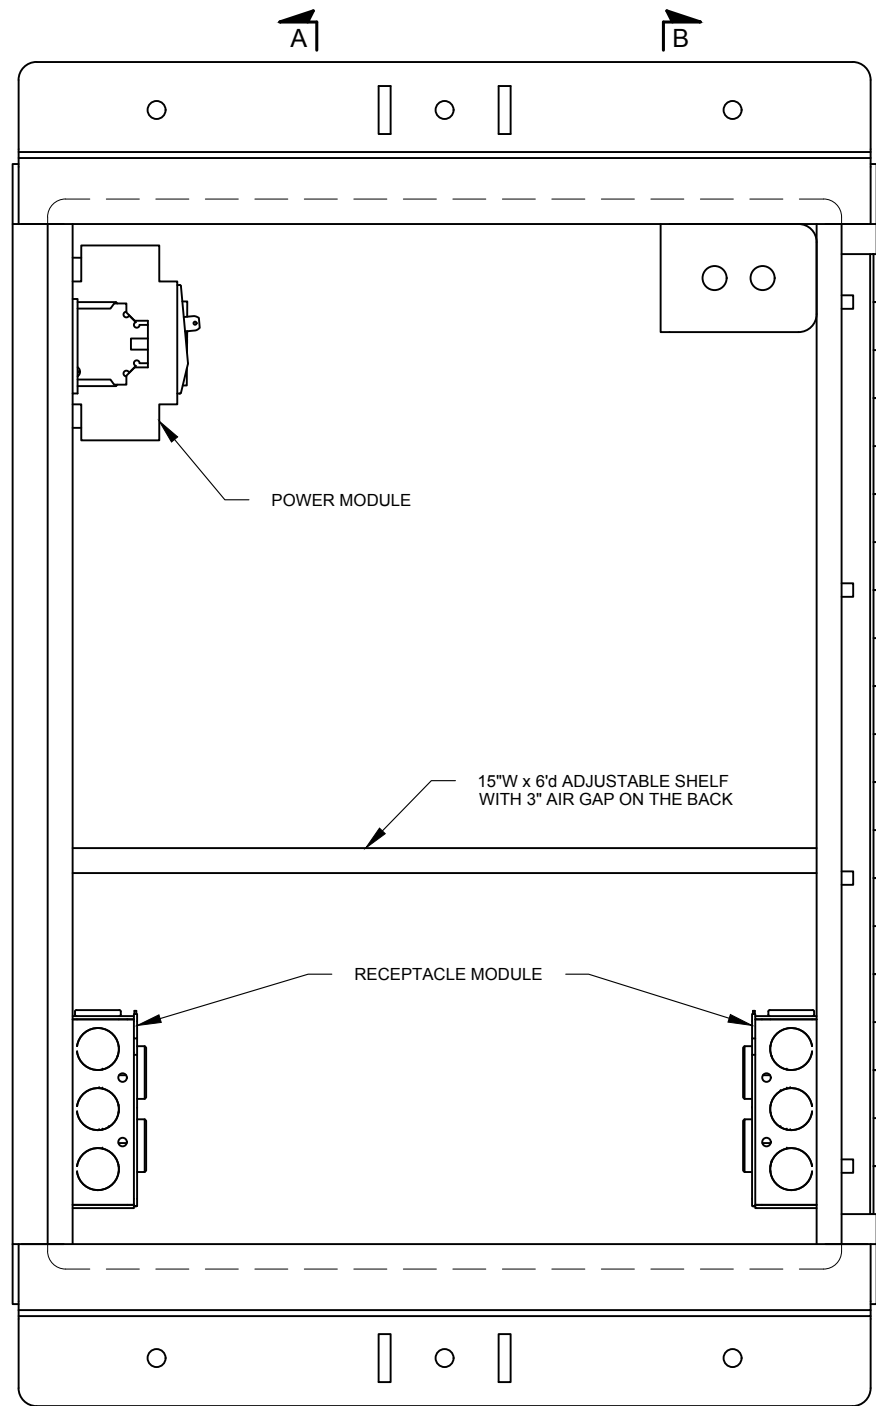 A
B
POWER MODULE
15"W x 6'd ADJUSTABLE SHELF
WITH 3" AIR GAP ON THE BACK
RECEPTACLE MODULE